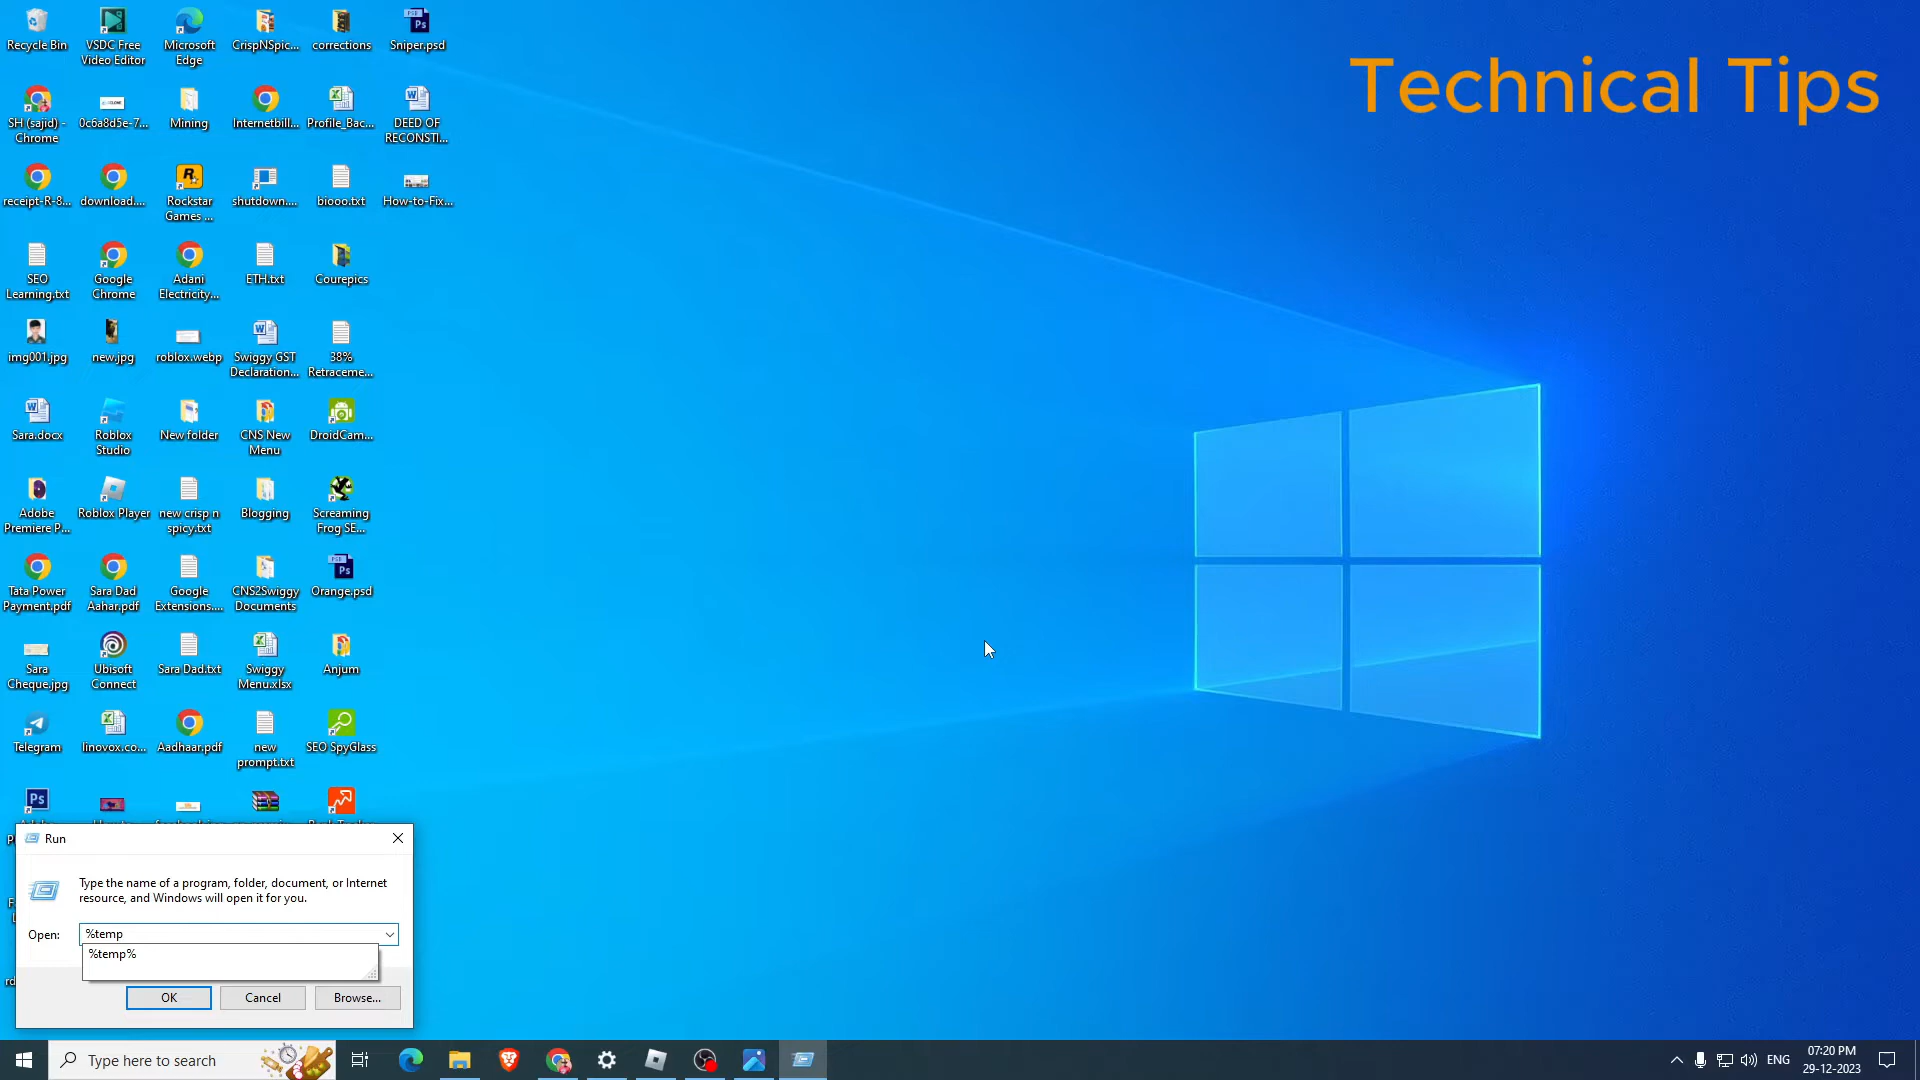 Recycle Bin
VSDC Free
Video Editor
Microsoft
Edge
CrispNSpic...
corrections
Sniper.psd
Technical Tips
SH (sajid) -
Chrome
0c6a8d5e-7...
Mining
Internetbill...
Profile_Bac...
DEED OF
RECONSTI...
receipt-R-8...
download....
Rockstar
Games ...
shutdown....
biooo.txt
How-to-Fix...
SEO
Learning.txt
Google
Chrome
Adani
Electricity...
ETH.txt
Courepics
img001.jpg
new.jpg
roblox.webp
Swiggy GST
Declaration...
38%
Retraceme...
Sara.docx
Roblox
Studio
New folder
CNS New
Menu
DroidCam...
Adobe
Premiere P...
Roblox Player
new crisp n
spicy.txt
Blogging
Screaming
Frog SE...
Tata Power
Payment.pdf
Sara Dad
Aahar.pdf
Google
Extensions....
CNS2Swiggy
Documents
Orange.psd
Sara
Cheque.jpg
Ubisoft
Connect
Sara Dad.txt
Swiggy
Menu.xlsx
Anjum
Telegram
linovox.co...
Aadhaar.pdf
new
prompt.txt
SEO SpyGlass
Run
Type the name of a program, folder, document, or Internet
resource, and Windows will open it for you.
Open:
%temp
%temp%
OK
Cancel
Browse...
Type here to search
ENG
07:20 PM
29-12-2023